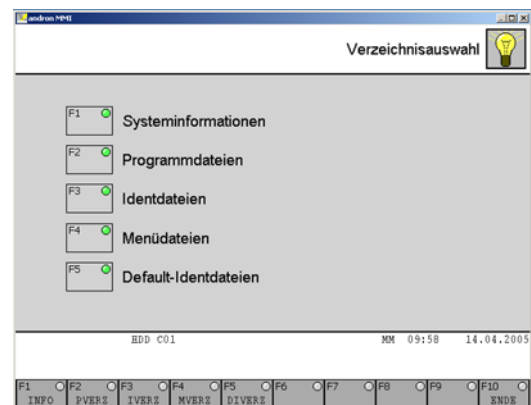 andron MMI
Verzeichnisauswahl
F1 Systeminformationen
F2 Programmdateien
F3 Identdateien
F4 Menüdateien
F5 Default-Identdateien
HDD C01 MM 09:58 14.04.2005
F1 F2 F3 F4 F5 F6 F7 F8 F9 F10
INFO PVERZ IVERZ MVERZ DIVERZ ENDE